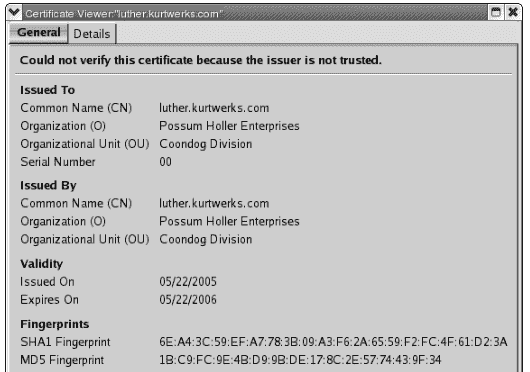 Certificate Viewer:"luther.kurtwerks.com"
General Details
Could not verify this certificate because the issuer is not trusted.
Issued To
Common Name (CN) luther.kurtwerks.com
Organization (O) Possum Holler Enterprises
Organizational Unit (OU) Coondog Division
Serial Number 00
Issued By
Common Name (CN) luther.kurtwerks.com
Organization (O) Possum Holler Enterprises
Organizational Unit (OU) Coondog Division
Validity
Issued On 05/22/2005
Expires On 05/22/2006
Fingerprints
SHA1 Fingerprint 6E:A4:3C:59:EF:A7:78:3B:09:A3:F6:2A:65:59:F2:FC:4F:61:D2:3A
MD5 Fingerprint 1B:C9:FC:9E:4B:D9:9B:DE:17:8C:2E:57:74:43:9F:34